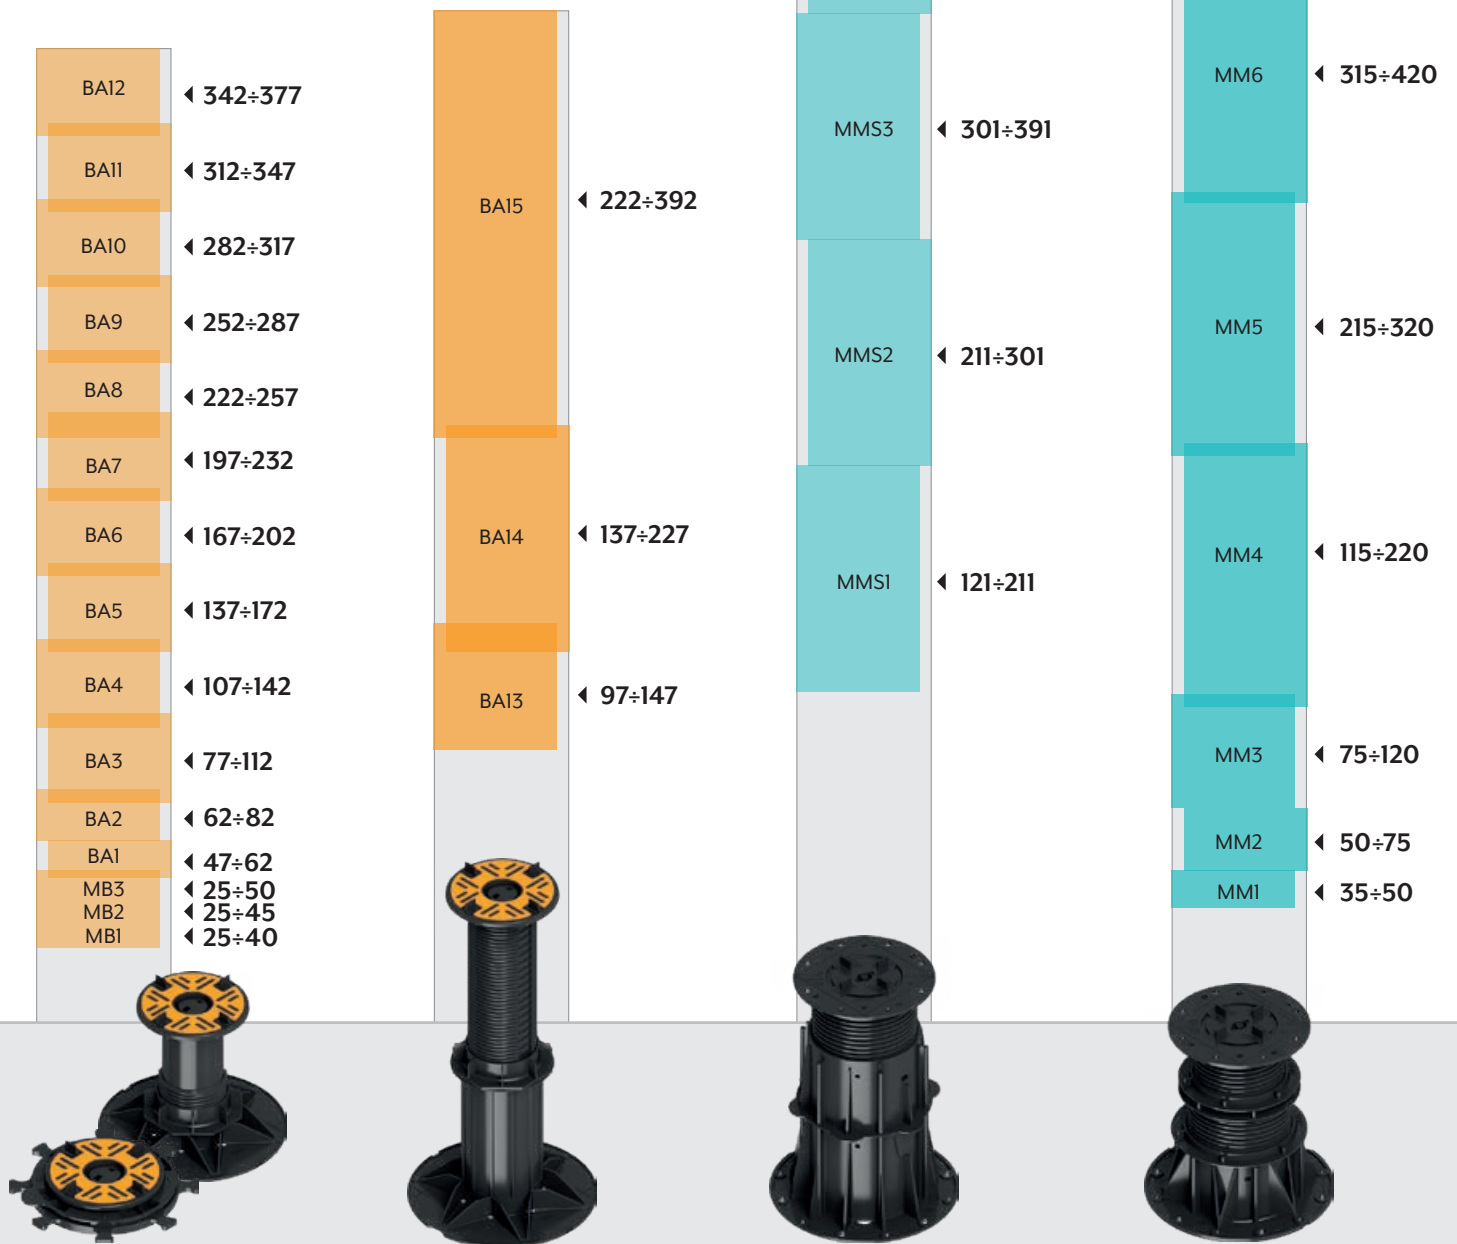 BA12 342÷377
BA11 312÷347
BA10 282÷317
BA9 252÷287
BA8 222÷257
BA7 197÷232
BA6 167÷202
BA5 137÷172
BA4 107÷142
BA3 77÷112
BA2 62÷82
BA1 47÷62
MB3 25÷50
MB2 25÷45
MB1 25÷40
BA15 222÷392
BA14 137÷227
BA13 97÷147
MMS3 301÷391
MMS2 211÷301
MMS1 121÷211
MM6 315÷420
MM5 215÷320
MM4 115÷220
MM3 75÷120
MM2 50÷75
MM1 35÷50